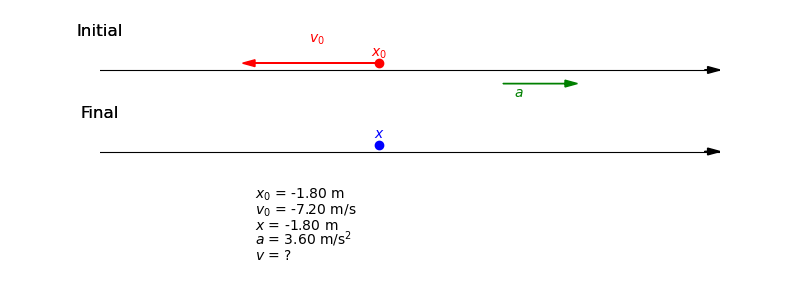 Initial
v₀
x₀
a
Final
x
x₀ = -1.80 m
v₀ = -7.20 m/s
x = -1.80 m
a = 3.60 m/s²
v = ?